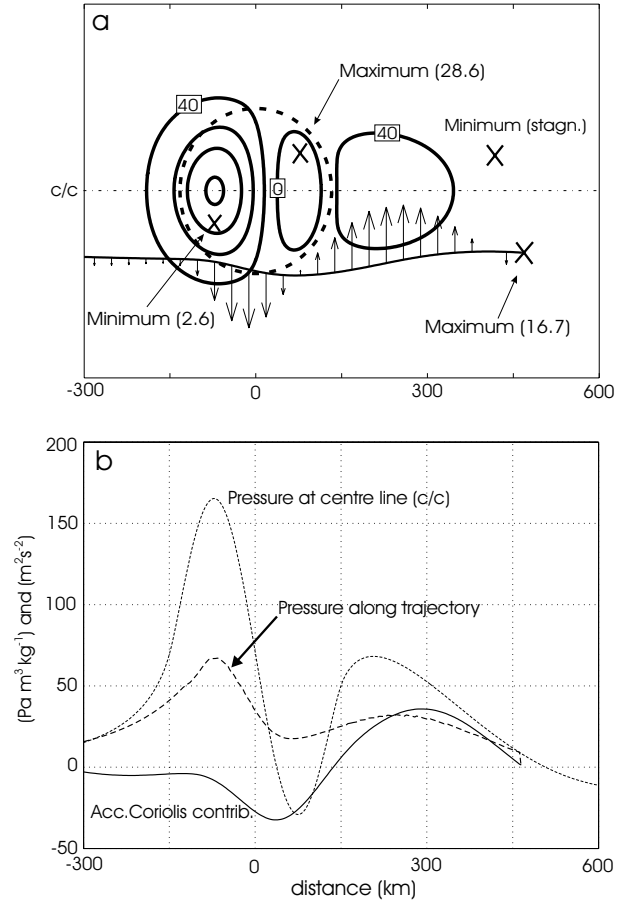 a
40
Maximum (28.6)
40
Minimum (stagn.)
c/c
0
Minimum (2.6)
Maximum (16.7)
-300
0
300
600
b
200
150
100
50
0
-50
(Pa m³ kg⁻¹) and (m²s⁻²)
Pressure at centre line (c/c)
Pressure along trajectory
Acc.Coriolis contrib.
-300
0
300
600
distance (km)